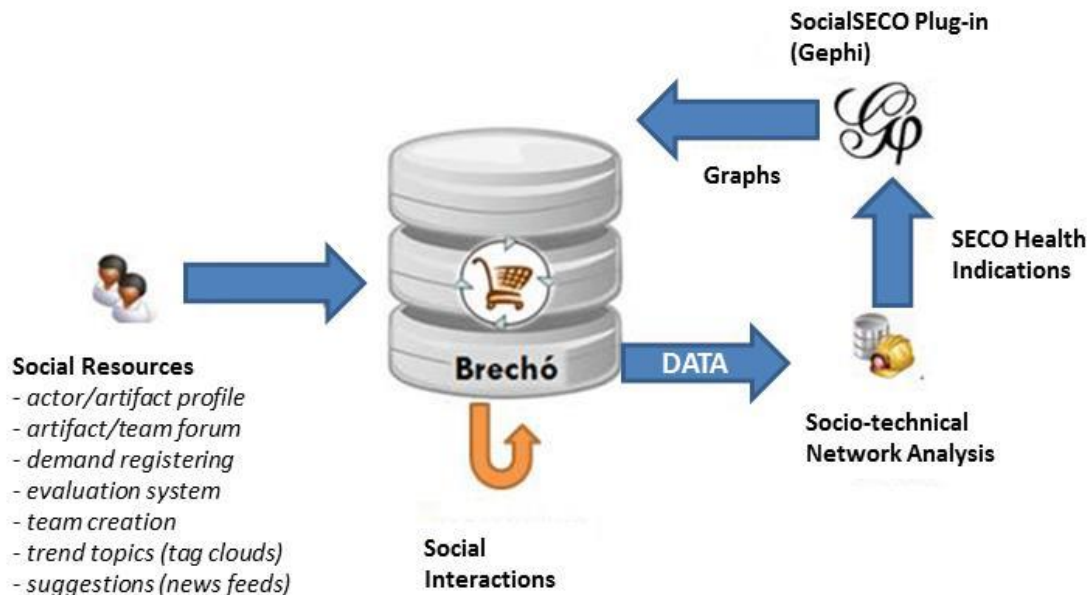 SocialSECO Plug-in
(Gephi)
Graphs
SECO Health
Indications
Social Resources
- actor/artifact profile
- artifact/team forum
- demand registering
- evaluation system
- team creation
- trend topics (tag clouds)
- suggestions (news feeds)
Brechó
DATA
Socio-technical
Network Analysis
Social
Interactions